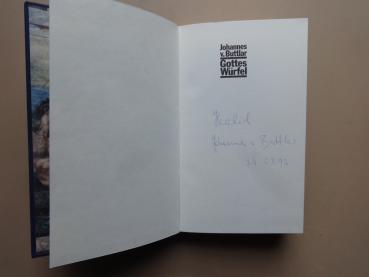 Johannes
v. Buttlar
Gottes
Würfel
Herzlich
Johannes v. Buttlar